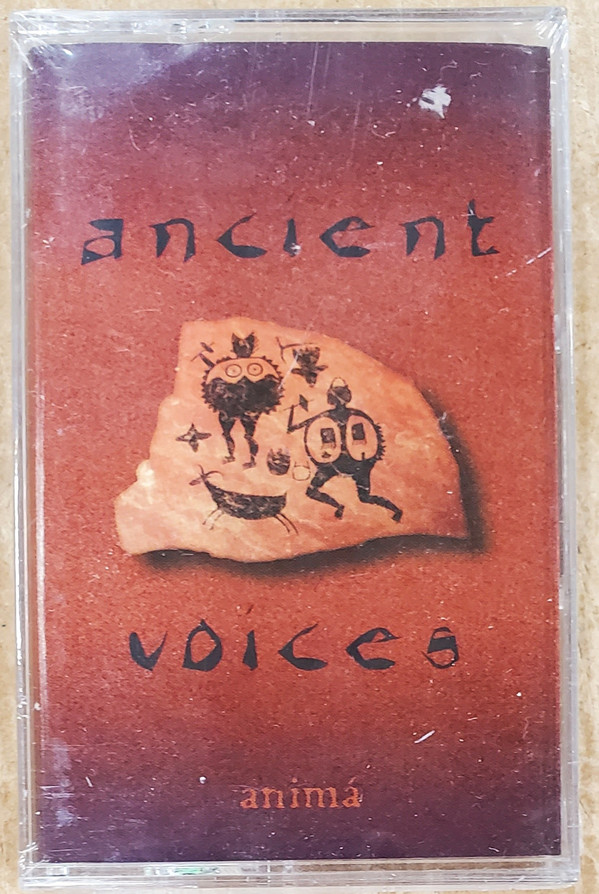 ancient
voices
animá